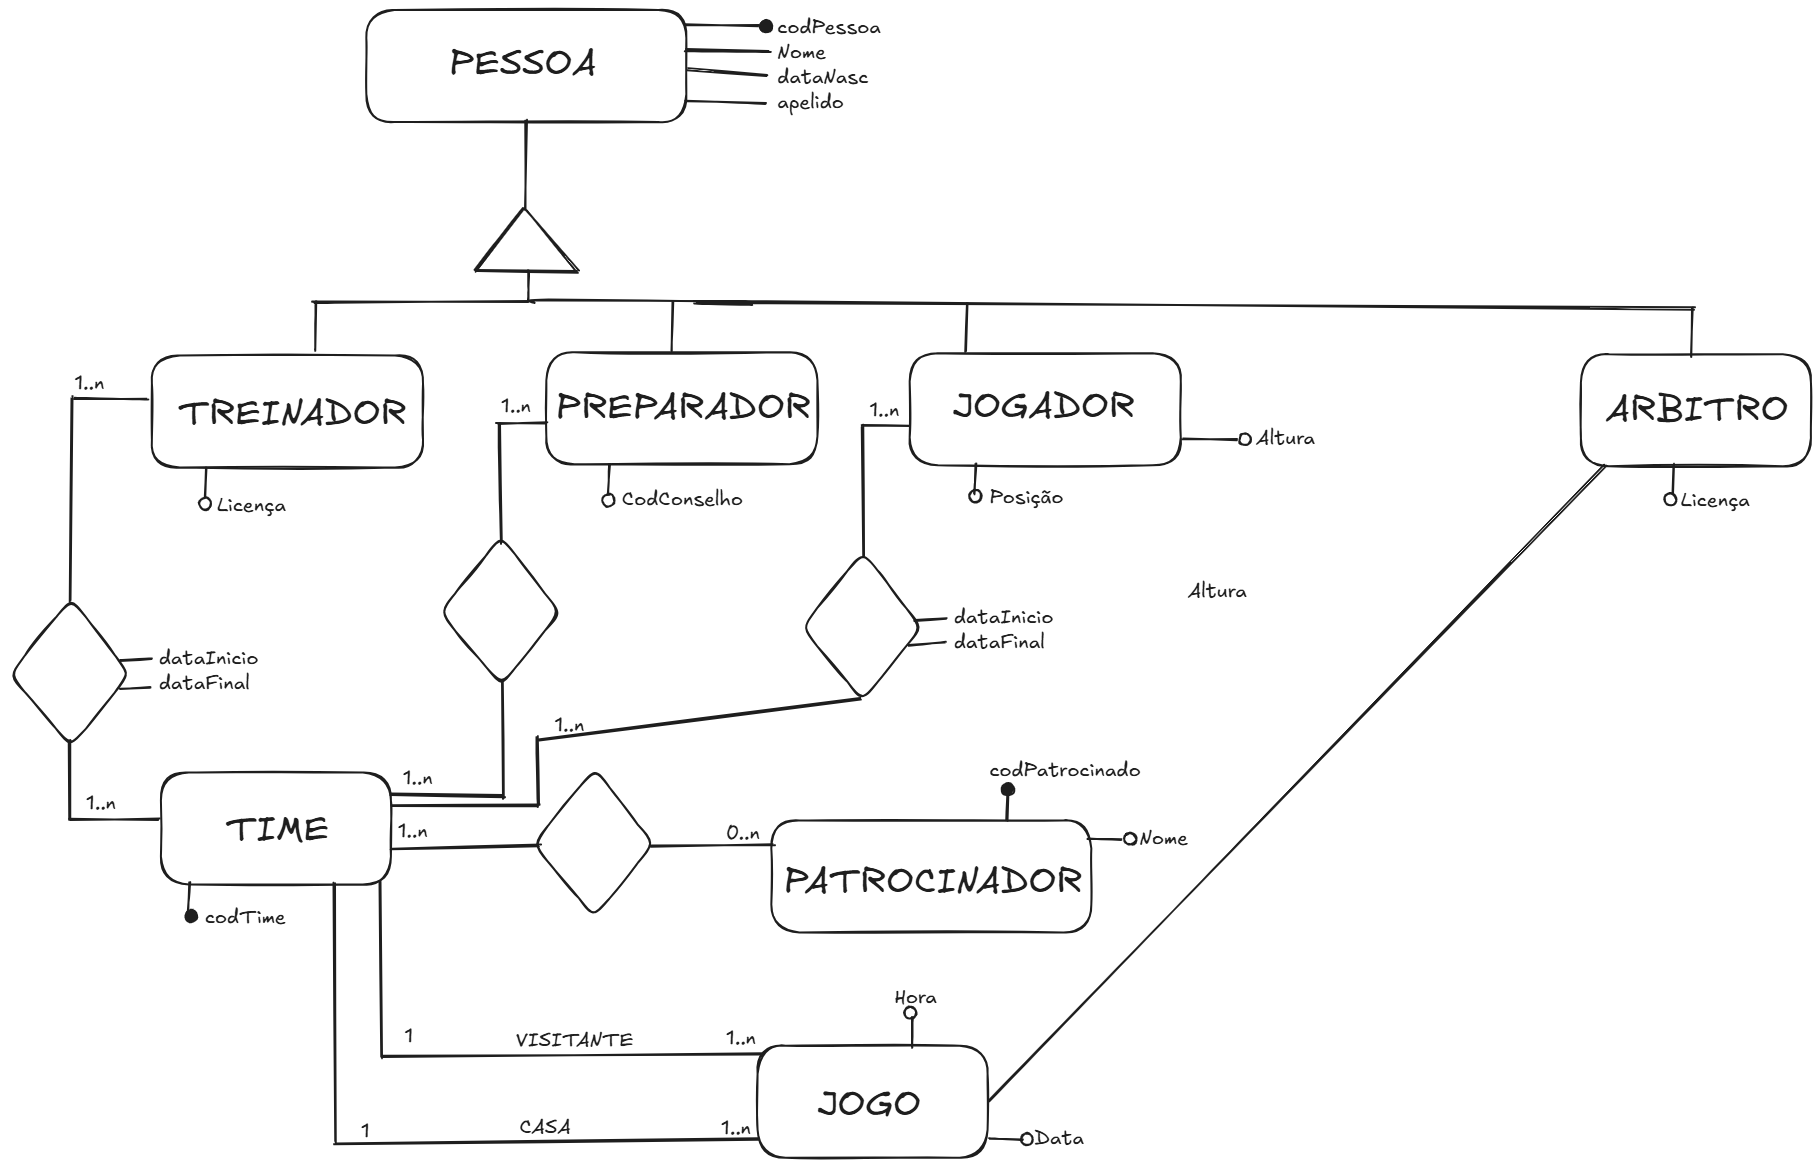 PESSOA
codPessoa
Nome
dataNasc
apelido
1..n
TREINADOR
Licença
1..n
PREPARADOR
CodConselho
1..n
JOGADOR
Altura
Posição
ARBITRO
Licença
Altura
dataInicio
dataFinal
dataInicio
dataFinal
1..n
1..n
1..n
TIME
1..n
0..n
codTime
codPatrocinado
Nome
PATROCINADOR
Hora
1
VISITANTE
1..n
JOGO
1
CASA
1..n
Data